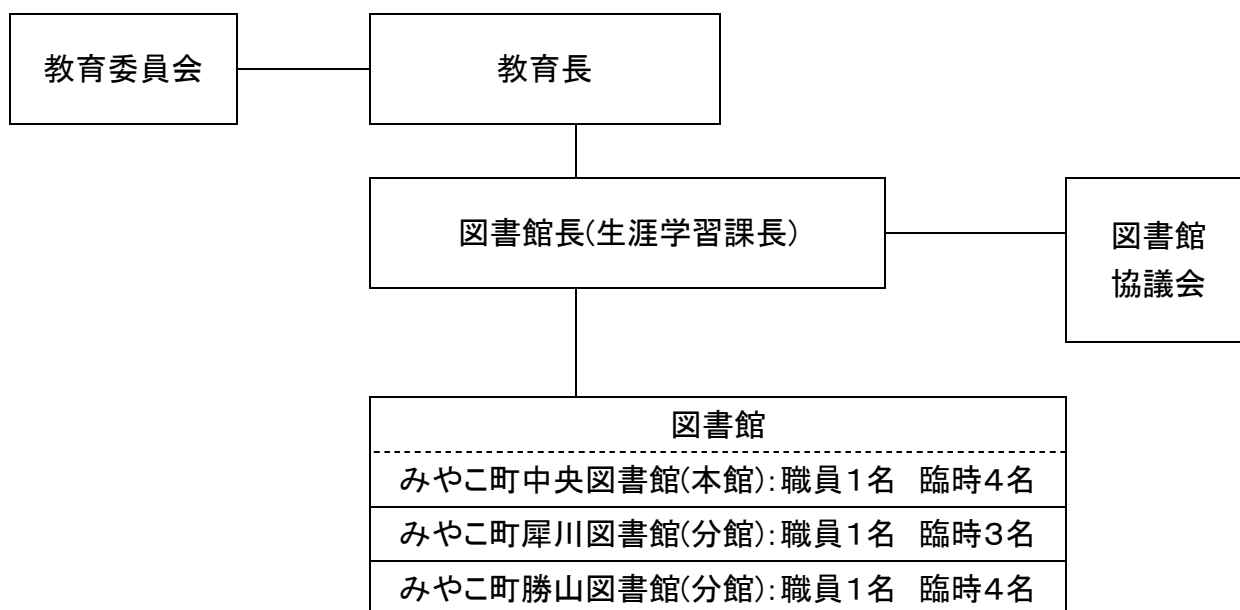 教育委員会
教育長
図書館長(生涯学習課長)
図書館
協議会
図書館
みやこ町中央図書館(本館):職員１名　臨時４名
みやこ町犀川図書館(分館):職員１名　臨時３名
みやこ町勝山図書館(分館):職員１名　臨時４名